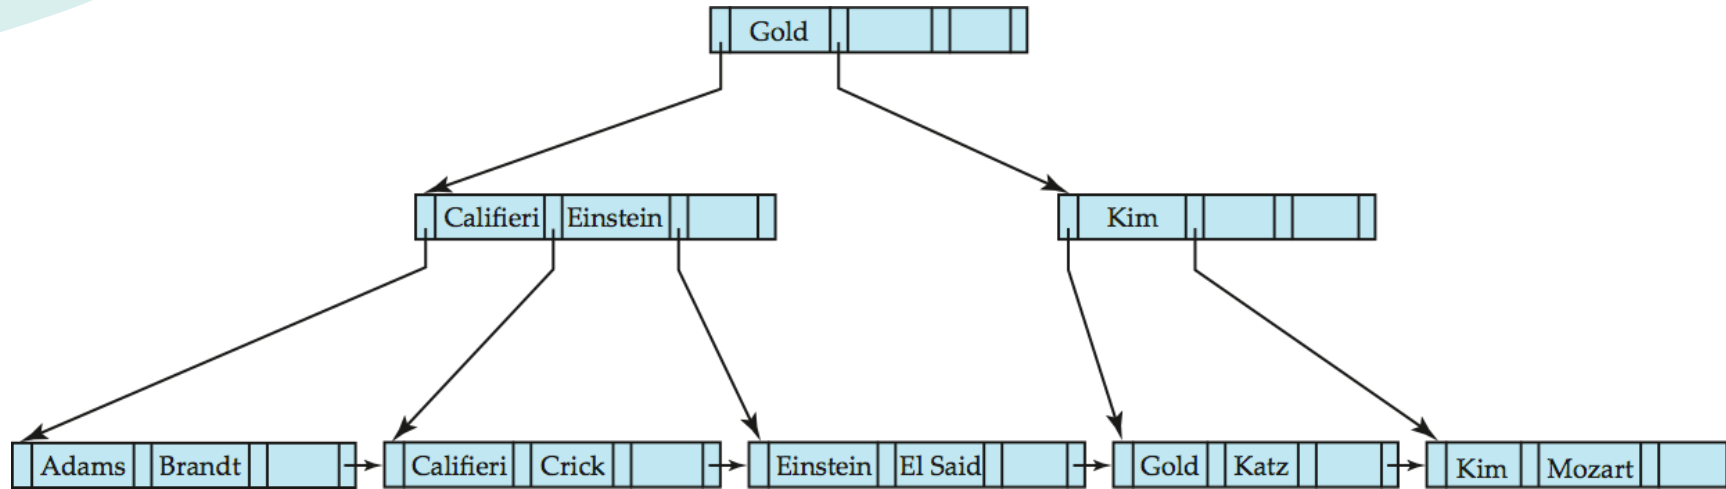 Gold
Califieri Einstein
Kim
Adams Brandt
Califieri Crick
Einstein El Said
Gold Katz
Kim Mozart